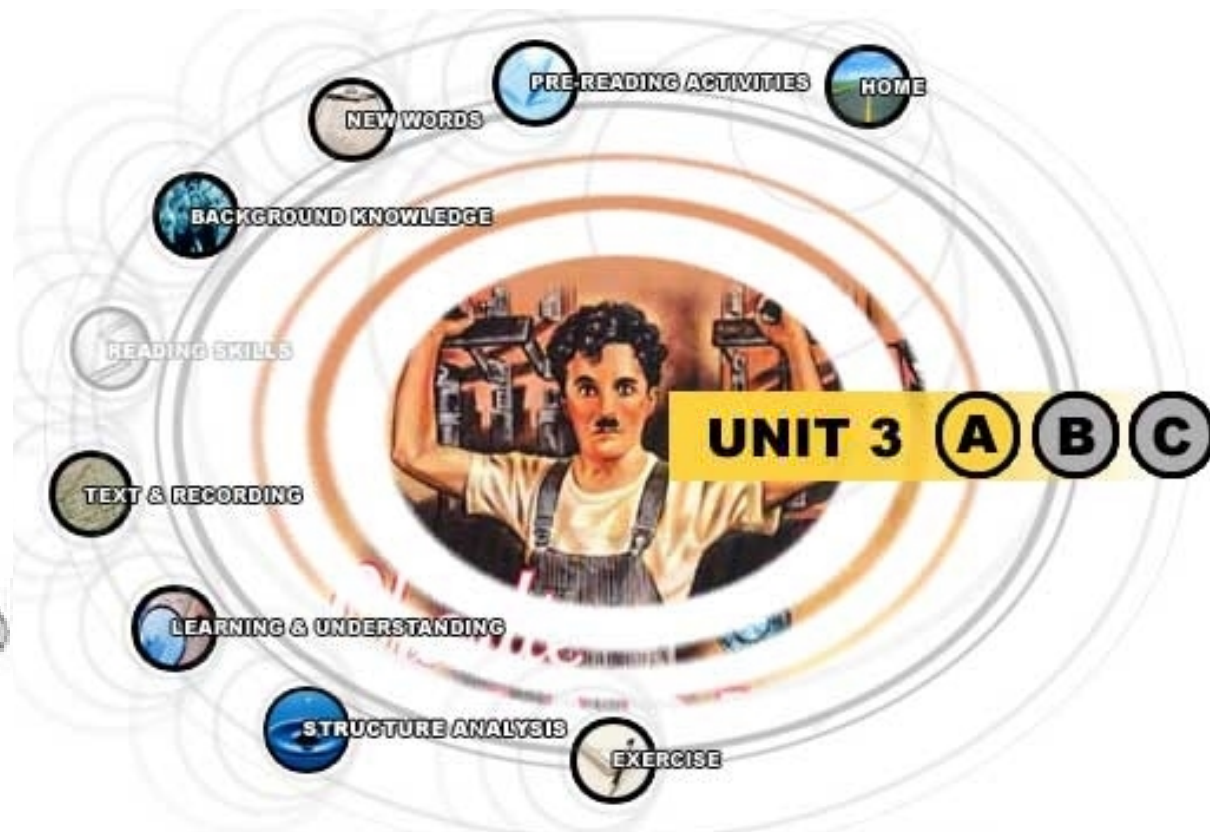 PRE-READING ACTIVITIES
HOME
NEW WORDS
BACKGROUND KNOWLEDGE
READING SKILLS
UNIT 3 A B C
TEXT & RECORDING
LEARNING & UNDERSTANDING
STRUCTURE ANALYSIS
EXERCISE